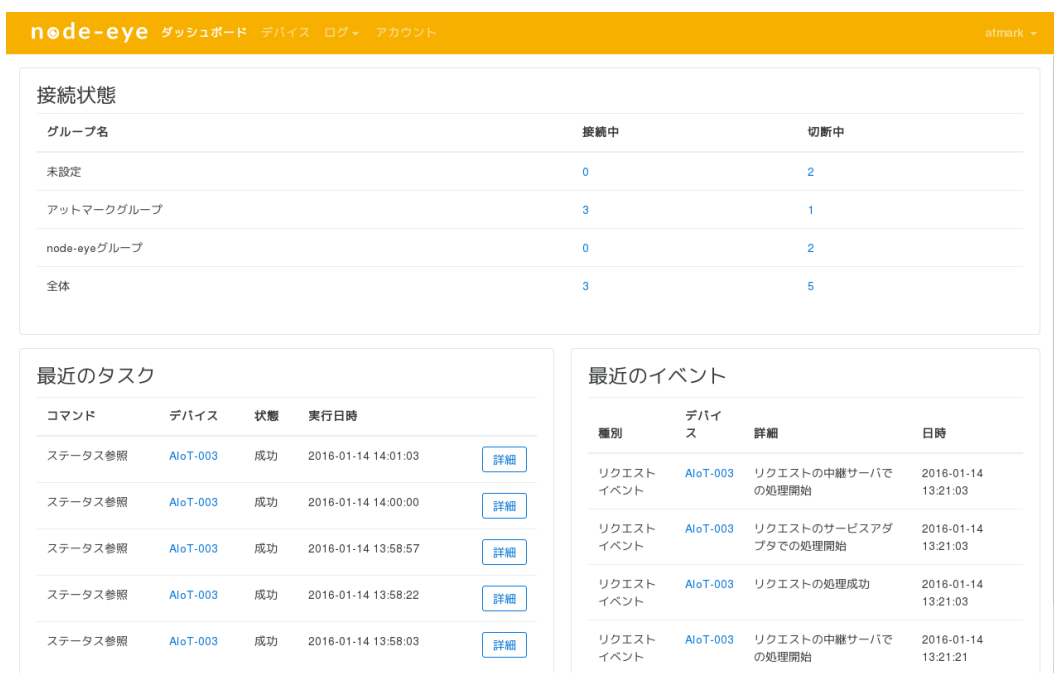 node-eye ダッシュボード デバイス ログ アカウント atmark
接続状態
グループ名 接続中 切断中
未設定 0 2
アットマークグループ 3 1
node-eyeグループ 0 2
全体 3 5
最近のタスク
コマンド デバイス 状態 実行日時
ステータス参照 AIoT-003 成功 2016-01-14 14:01:03 詳細
ステータス参照 AIoT-003 成功 2016-01-14 14:00:00 詳細
ステータス参照 AIoT-003 成功 2016-01-14 13:58:57 詳細
ステータス参照 AIoT-003 成功 2016-01-14 13:58:22 詳細
ステータス参照 AIoT-003 成功 2016-01-14 13:58:03 詳細
最近のイベント
デバイ
種別 ス 詳細 日時
リクエスト AIoT-003 リクエストの中継サーバで 2016-01-14
イベント の処理開始 13:21:03
リクエスト AIoT-003 リクエストのサービスアダ 2016-01-14
イベント プタでの処理開始 13:21:03
リクエスト AIoT-003 リクエストの処理成功 2016-01-14
イベント 13:21:03
リクエスト AIoT-003 リクエストの中継サーバで 2016-01-14
イベント の処理開始 13:21:21